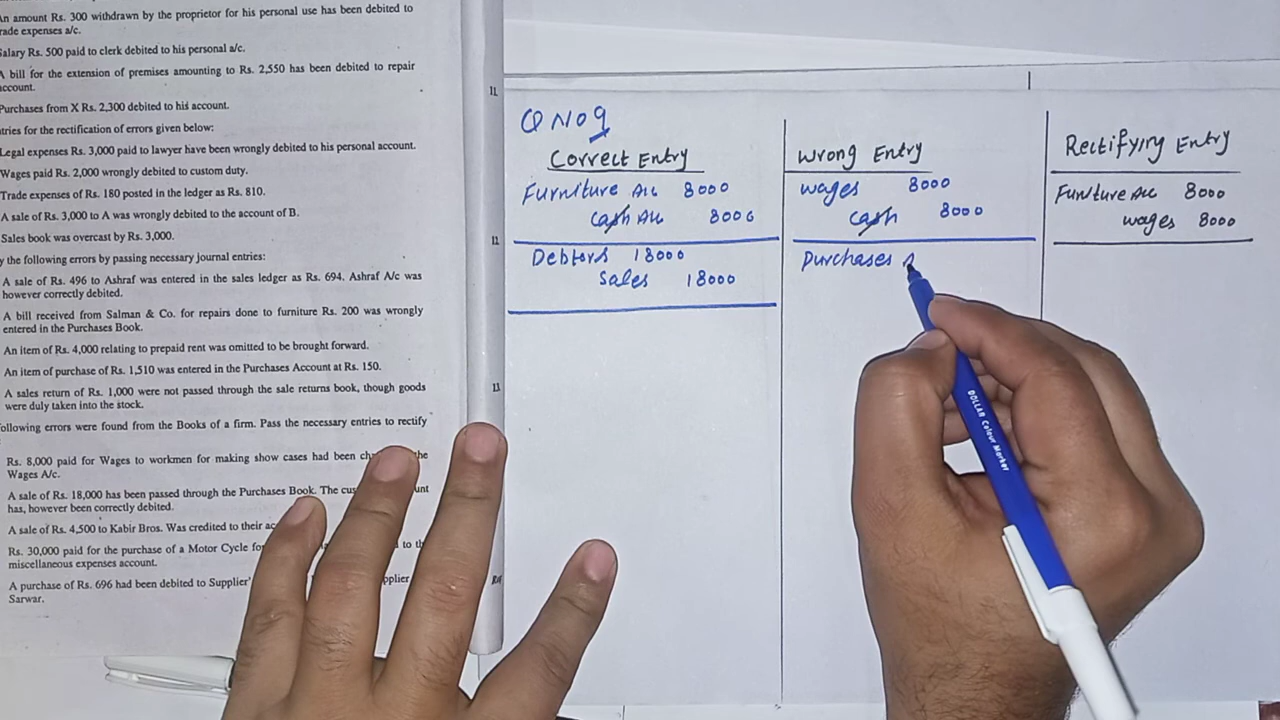 An amount Rs. 300 withdrawn by the proprietor for his personal use has been debited to
rade expenses a/c.
Salary Rs. 500 paid to clerk debited to his personal a/c.
A bill for the extension of premises amounting to Rs. 2,550 has been debited to repair
account.
Purchases from X Rs. 2,300 debited to his account.
tries for the rectification of errors given below:
Legal expenses Rs. 3,000 paid to lawyer have been wrongly debited to his personal account.
Wages paid Rs. 2,000 wrongly debited to custom duty.
Trade expenses of Rs. 180 posted in the ledger as Rs. 810.
A sale of Rs. 3,000 to A was wrongly debited to the account of B.
Sales book was overcast by Rs. 3,000.
y the following errors by passing necessary journal entries:
A sale of Rs. 496 to Ashraf was entered in the sales ledger as Rs. 694. Ashraf A/c was
however correctly debited.
A bill received from Salman & Co. for repairs done to furniture Rs. 200 was wrongly
entered in the Purchases Book.
An item of Rs. 4,000 relating to prepaid rent was omitted to be brought forward.
An item of purchase of Rs. 1,510 was entered in the Purchases Account at Rs. 150.
A sales return of Rs. 1,000 were not passed through the sale returns book, though goods
were duly taken into the stock.
ollowing errors were found from the Books of a firm. Pass the necessary entries to rectify
Rs. 8,000 paid for Wages to workmen for making show cases had been the
Wages A/c.
A sale of Rs. 18,000 has been passed through the Purchases Book. The
has, however been correctly debited.
A sale of Rs. 4,500 to Kabir Bros. Was credited to their
Rs. 30,000 paid for the purchase of a Motor Cycle to
miscellaneous expenses account.
A purchase of Rs. 696 had been debited to
Sarwar.
11
12
13
Q NO 9
Correct Entry
Furniture A/c 8000
cash A/c 8000
Debtors 18000
Sales 18000
Wrong Entry
wages 8000
cash 8000
Purchases
Rectifying Entry
Funiture A/c 8000
wages 8000
DOLLAR Colour Marker